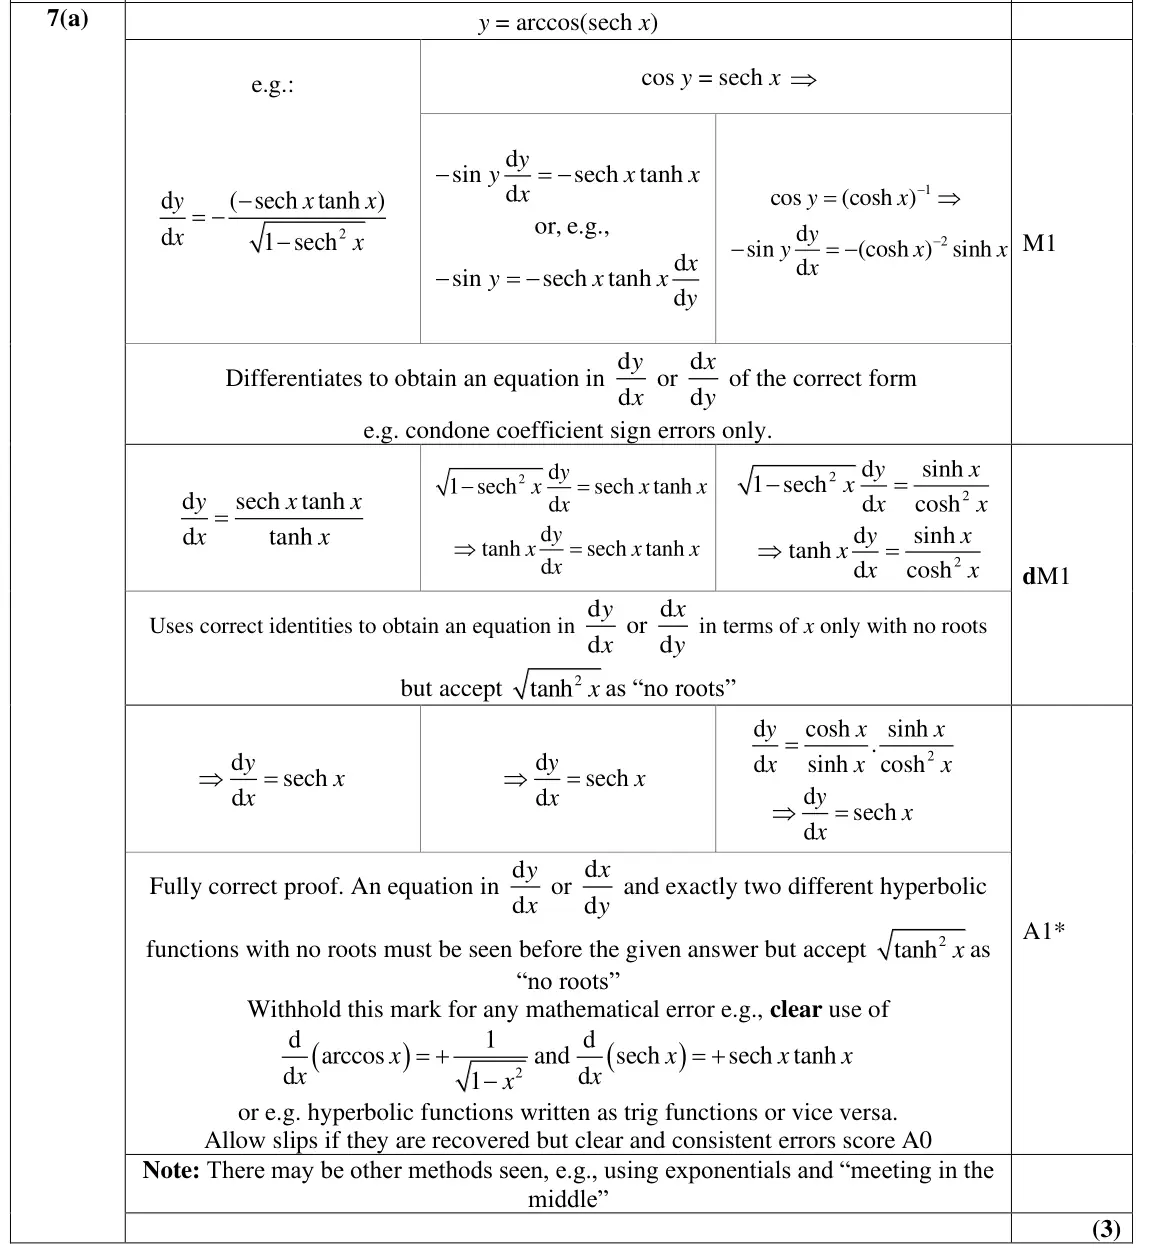 7(a)
y = arccos(sech x)
e.g.:
cos y = sech x ⇒
dy/dx = −(−sech x tanh x)/√(1−sech² x)
−sin y dy/dx = −sech x tanh x
or, e.g.,
−sin y = −sech x tanh x dx/dy
cos y = (cosh x)⁻¹ ⇒
−sin y dy/dx = −(cosh x)⁻² sinh x
M1
Differentiates to obtain an equation in dy/dx or dx/dy of the correct form
e.g. condone coefficient sign errors only.
dy/dx = sech x tanh x/tanh x
√(1−sech² x) dy/dx = sech x tanh x
⇒ tanh x dy/dx = sech x tanh x
√(1−sech² x) dy/dx = sinh x/cosh² x
⇒ tanh x dy/dx = sinh x/cosh² x
dM1
Uses correct identities to obtain an equation in dy/dx or dx/dy in terms of x only with no roots
but accept √(tanh² x) as “no roots”
⇒ dy/dx = sech x
⇒ dy/dx = sech x
dy/dx = cosh x/sinh x . sinh x/cosh² x
⇒ dy/dx = sech x
Fully correct proof. An equation in dy/dx or dx/dy and exactly two different hyperbolic
functions with no roots must be seen before the given answer but accept √(tanh² x) as
“no roots”
Withhold this mark for any mathematical error e.g., clear use of
d/dx (arccos x) = + 1/√(1−x²) and d/dx (sech x) = +sech x tanh x
or e.g. hyperbolic functions written as trig functions or vice versa.
Allow slips if they are recovered but clear and consistent errors score A0
A1*
Note: There may be other methods seen, e.g., using exponentials and “meeting in the
middle”
(3)